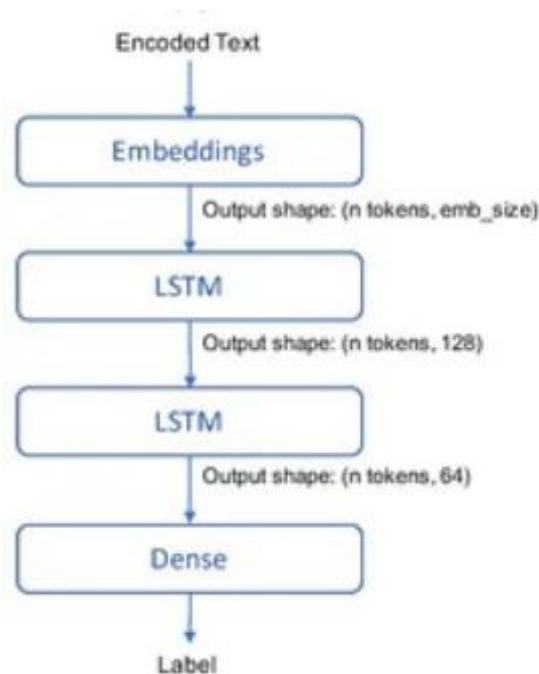 Encoded Text
Embeddings
Output shape: (n tokens, emb_size)
LSTM
Output shape: (n tokens, 128)
LSTM
Output shape: (n tokens, 64)
Dense
Label